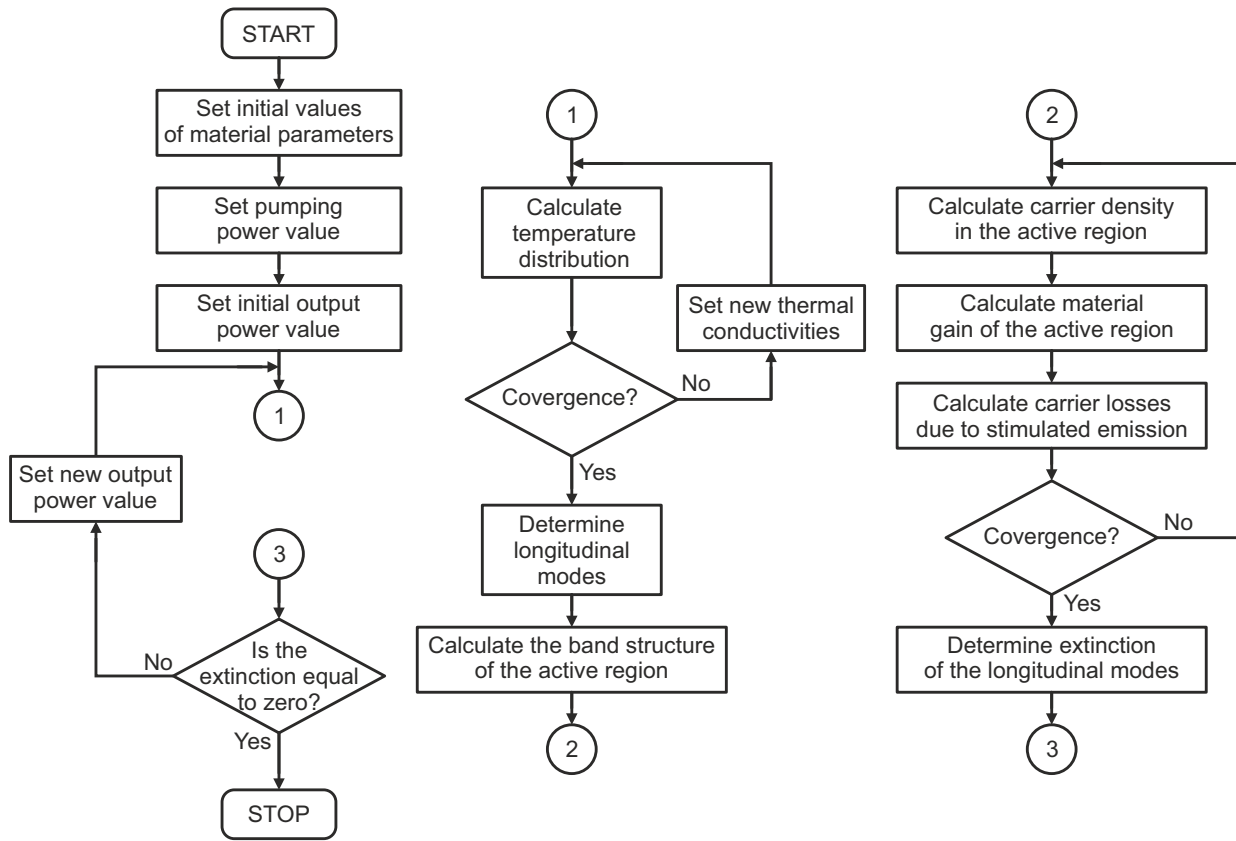 START
Set initial values
of material parameters
Set pumping
power value
Set initial output
power value
1
Set new output
power value
3
Is the
extinction equal
to zero?
No
Yes
STOP
1
Calculate
temperature
distribution
Set new thermal
conductivities
Covergence?
No
Yes
Determine
longitudinal
modes
Calculate the band structure
of the active region
2
2
Calculate carrier density
in the active region
Calculate material
gain of the active region
Calculate carrier losses
due to stimulated emission
Covergence?
No
Yes
Determine extinction
of the longitudinal modes
3